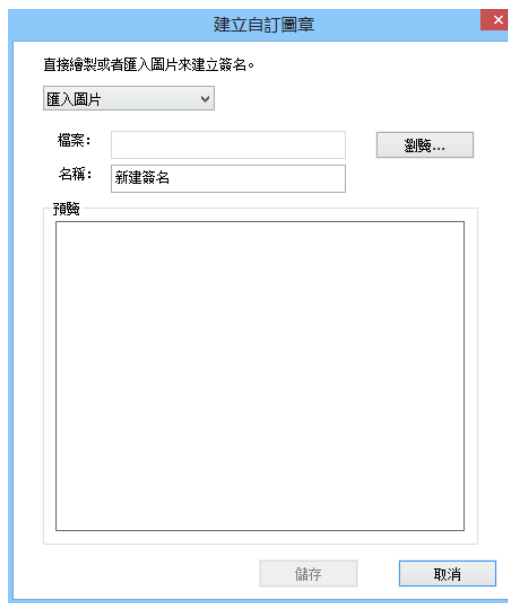 建立自訂圖章
直接繪製或者匯入圖片來建立簽名。
匯入圖片
檔案：
瀏覽...
名稱：
新建簽名
預覽
儲存
取消